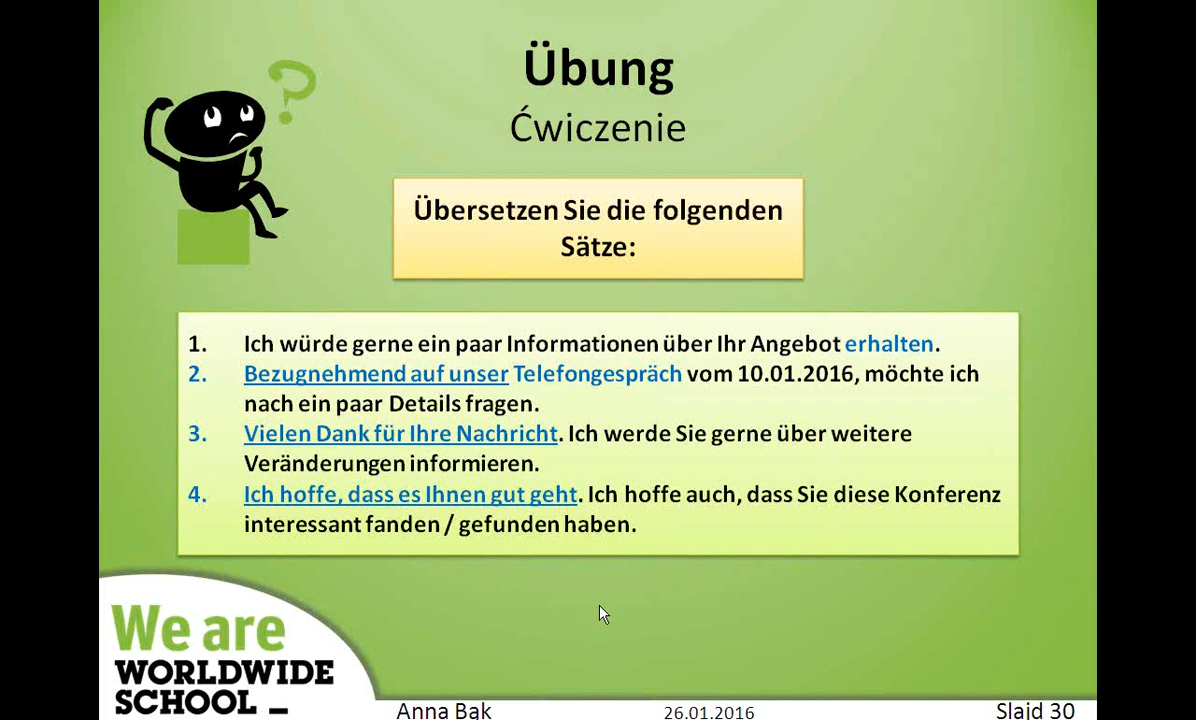 ?
Übung
Ćwiczenie
Übersetzen Sie die folgenden
Sätze:
1. Ich würde gerne ein paar Informationen über Ihr Angebot erhalten.
2. Bezugnehmend auf unser Telefongespräch vom 10.01.2016, möchte ich
nach ein paar Details fragen.
3. Vielen Dank für Ihre Nachricht. Ich werde Sie gerne über weitere
Veränderungen informieren.
4. Ich hoffe, dass es Ihnen gut geht. Ich hoffe auch, dass Sie diese Konferenz
interessant fanden / gefunden haben.
We are
WORLDWIDE
SCHOOL _
Anna Bąk 26.01.2016 Slajd 30